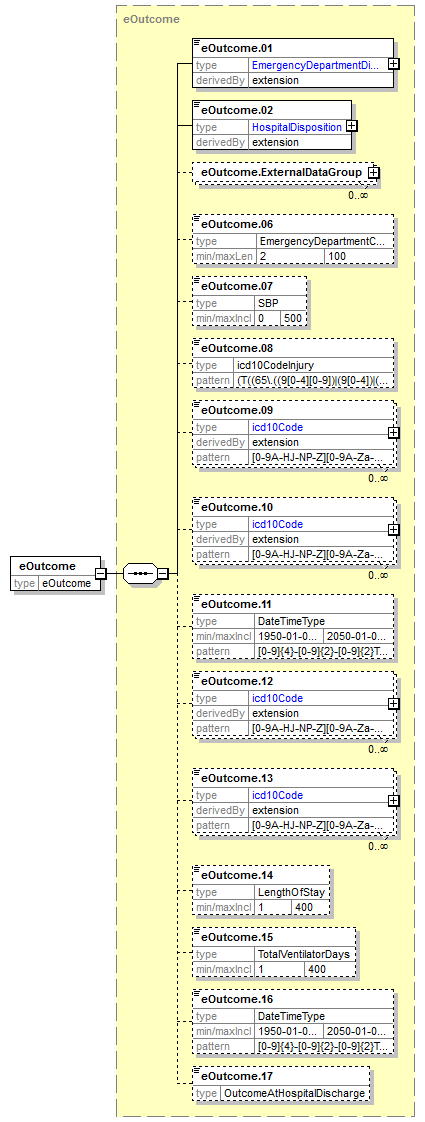 eOutcome
eOutcome.01
type EmergencyDepartmentDi...
derivedBy extension
eOutcome.02
type HospitalDisposition
derivedBy extension
eOutcome.ExternalDataGroup
0..∞
eOutcome.06
type EmergencyDepartmentC...
min/maxLen 2 100
eOutcome.07
type SBP
min/maxIncl 0 500
eOutcome.08
type icd10CodeInjury
pattern (T((65\.((9[0-4][0-9])|(9[0-4])|(...
eOutcome.09
type icd10Code
derivedBy extension
pattern [0-9A-HJ-NP-Z][0-9A-Za-...
0..∞
eOutcome.10
type icd10Code
derivedBy extension
pattern [0-9A-HJ-NP-Z][0-9A-Za-...
0..∞
eOutcome
type eOutcome
eOutcome.11
type DateTimeType
min/maxIncl 1950-01-0... 2050-01-0...
pattern [0-9]{4}-[0-9]{2}-[0-9]{2}T...
eOutcome.12
type icd10Code
derivedBy extension
pattern [0-9A-HJ-NP-Z][0-9A-Za-...
0..∞
eOutcome.13
type icd10Code
derivedBy extension
pattern [0-9A-HJ-NP-Z][0-9A-Za-...
0..∞
eOutcome.14
type LengthOfStay
min/maxIncl 1 400
eOutcome.15
type TotalVentilatorDays
min/maxIncl 1 400
eOutcome.16
type DateTimeType
min/maxIncl 1950-01-0... 2050-01-0...
pattern [0-9]{4}-[0-9]{2}-[0-9]{2}T...
eOutcome.17
type OutcomeAtHospitalDischarge